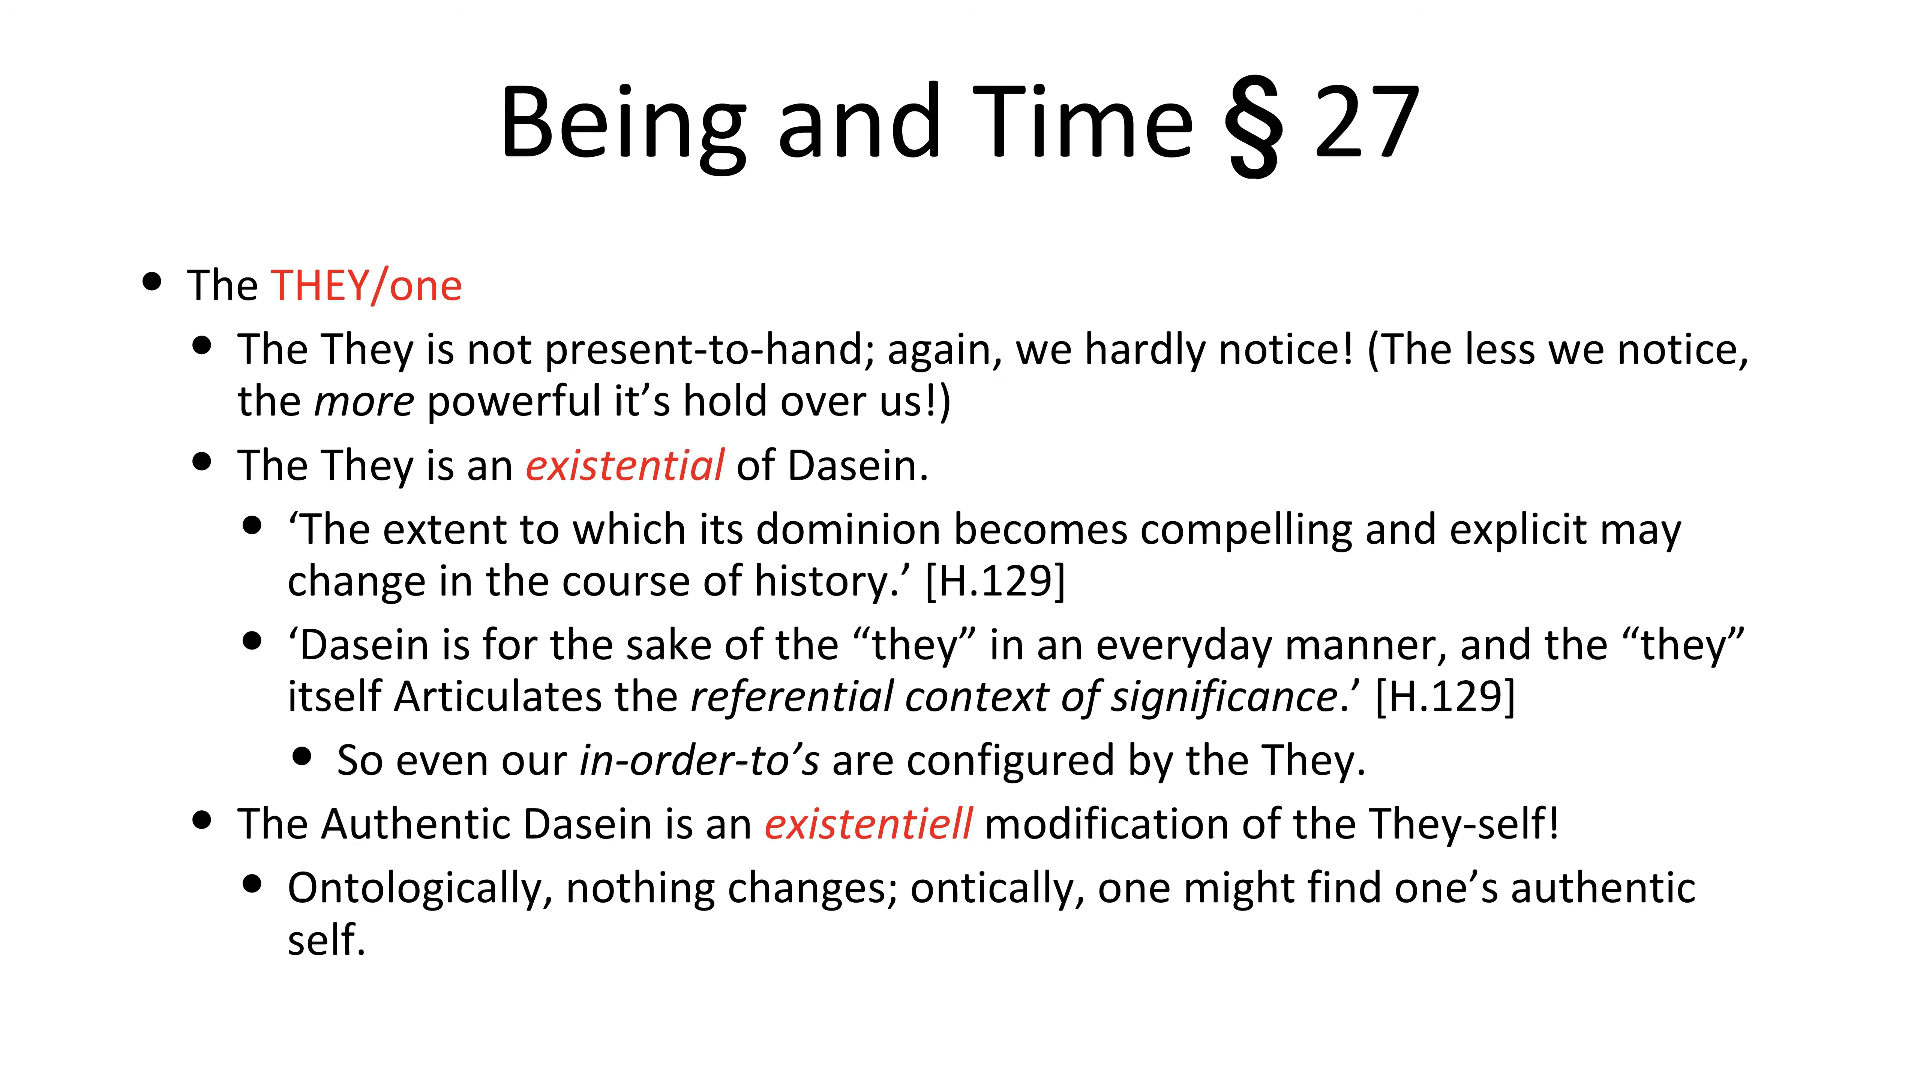 Being and Time § 27
• The THEY/one
• The They is not present-to-hand; again, we hardly notice! (The less we notice,
the more powerful it’s hold over us!)
• The They is an existential of Dasein.
• ‘The extent to which its dominion becomes compelling and explicit may
change in the course of history.’ [H.129]
• ‘Dasein is for the sake of the “they” in an everyday manner, and the “they”
itself Articulates the referential context of significance.’ [H.129]
• So even our in-order-to’s are configured by the They.
• The Authentic Dasein is an existentiell modification of the They-self!
• Ontologically, nothing changes; ontically, one might find one’s authentic
self.